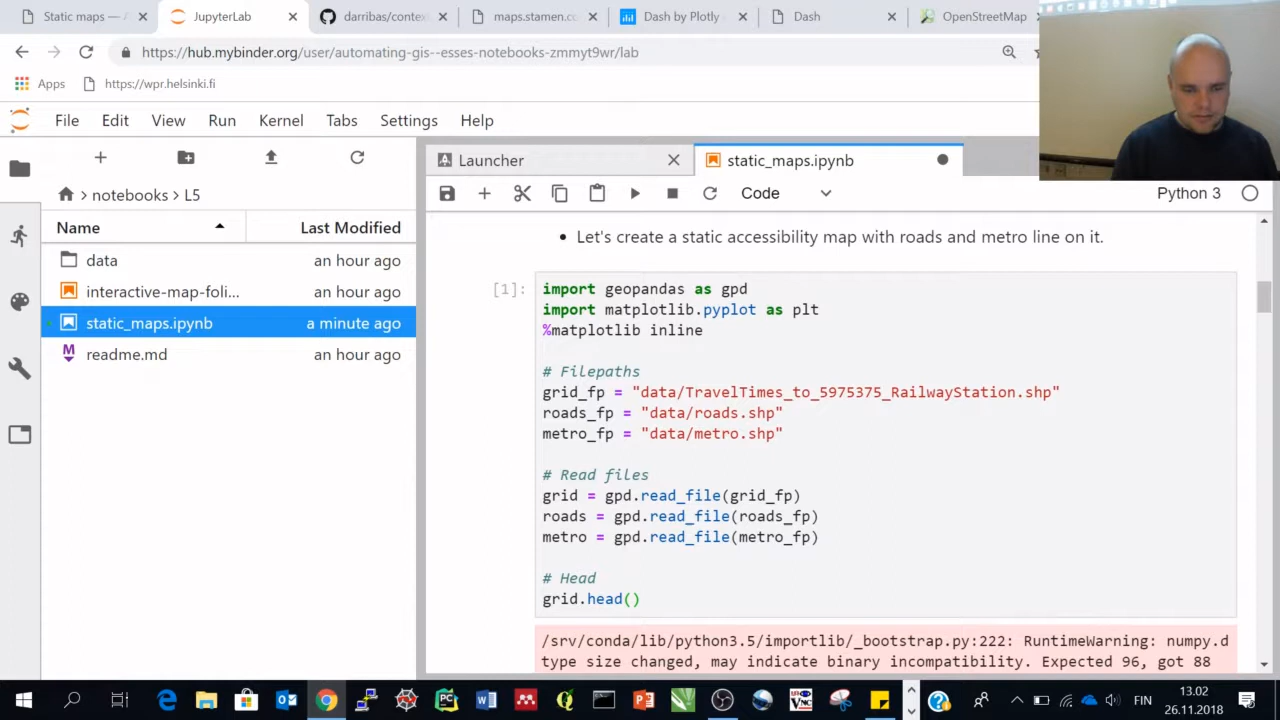 Static maps —
JupyterLab
darribas/contex
maps.stamen.co
Dash by Plotly
Dash
OpenStreetMap
https://hub.mybinder.org/user/automating-gis--esses-notebooks-zmmyt9wr/lab
Apps
https://wpr.helsinki.fi
File Edit View Run Kernel Tabs Settings Help
Launcher
static_maps.ipynb
notebooks > L5
Code
Python 3
Name
Last Modified
data
an hour ago
interactive-map-foli...
an hour ago
static_maps.ipynb
a minute ago
readme.md
an hour ago
• Let's create a static accessibility map with roads and metro line on it.
[1]:
import geopandas as gpd
import matplotlib.pyplot as plt
%matplotlib inline
# Filepaths
grid_fp = "data/TravelTimes_to_5975375_RailwayStation.shp"
roads_fp = "data/roads.shp"
metro_fp = "data/metro.shp"
# Read files
grid = gpd.read_file(grid_fp)
roads = gpd.read_file(roads_fp)
metro = gpd.read_file(metro_fp)
# Head
grid.head()
/srv/conda/lib/python3.5/importlib/_bootstrap.py:222: RuntimeWarning: numpy.d
type size changed, may indicate binary incompatibility. Expected 96, got 88
FIN
13.02
26.11.2018